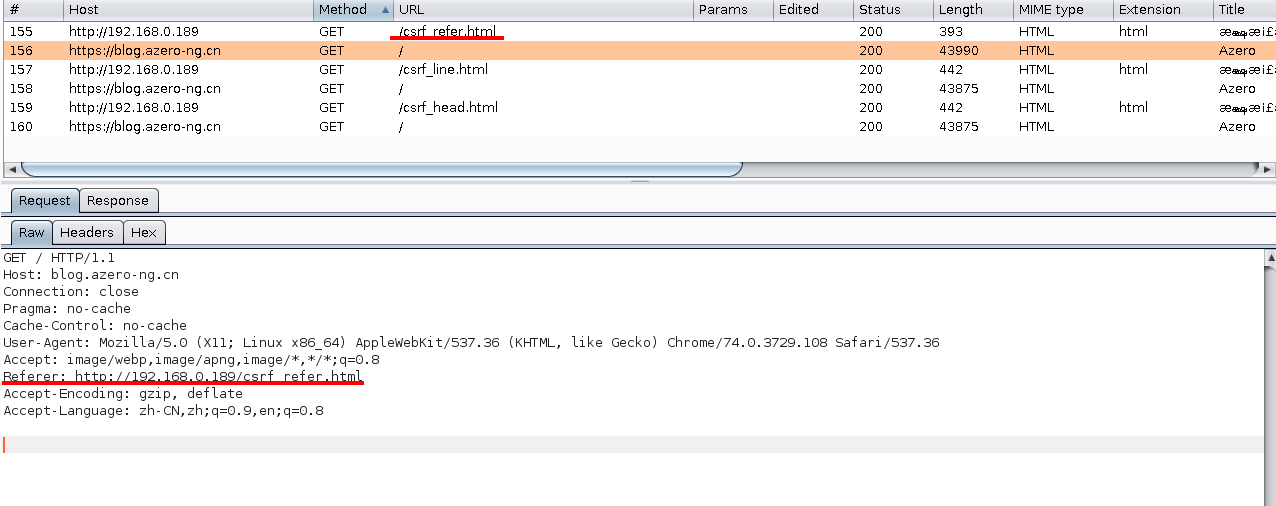 # Host Method URL Params Edited Status Length MIME type Extension Title
155 http://192.168.0.189 GET /csrf_refer.html 200 393 HTML html
156 https://blog.azero-ng.cn GET / 200 43990 HTML Azero
157 http://192.168.0.189 GET /csrf_line.html 200 442 HTML html
158 https://blog.azero-ng.cn GET / 200 43875 HTML Azero
159 http://192.168.0.189 GET /csrf_head.html 200 442 HTML html
160 https://blog.azero-ng.cn GET / 200 43875 HTML Azero
Request Response
Raw Headers Hex
GET / HTTP/1.1
Host: blog.azero-ng.cn
Connection: close
Pragma: no-cache
Cache-Control: no-cache
User-Agent: Mozilla/5.0 (X11; Linux x86_64) AppleWebKit/537.36 (KHTML, like Gecko) Chrome/74.0.3729.108 Safari/537.36
Accept: image/webp,image/apng,image/*,*/*;q=0.8
Referer: http://192.168.0.189/csrf_refer.html
Accept-Encoding: gzip, deflate
Accept-Language: zh-CN,zh;q=0.9,en;q=0.8